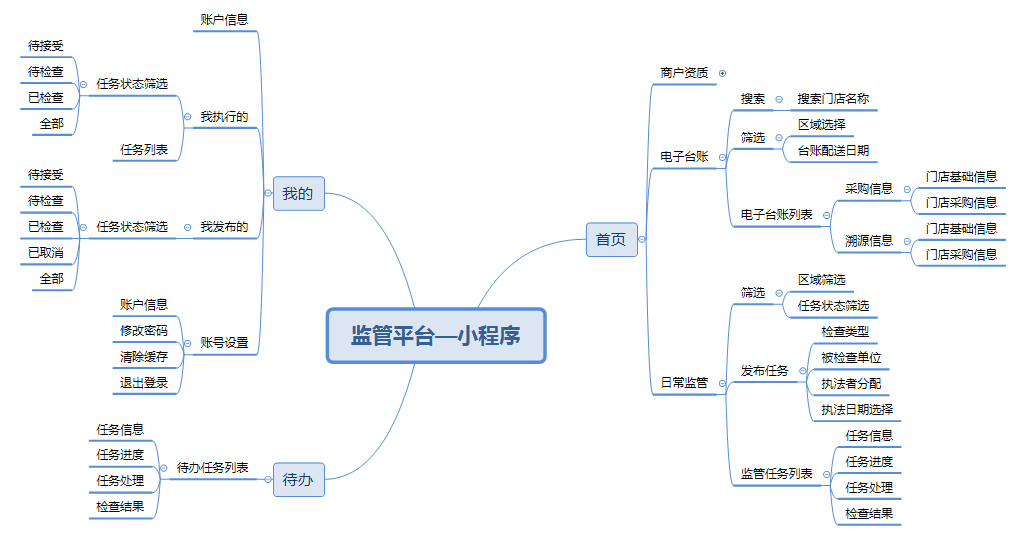 监管平台—小程序
首页
商户资质
电子台账
搜索
搜索门店名称
筛选
区域选择
台账配送日期
电子台账列表
采购信息
门店基础信息
门店采购信息
溯源信息
门店基础信息
门店采购信息
日常监管
筛选
区域筛选
任务状态筛选
发布任务
检查类型
被检查单位
执法者分配
执法日期选择
监管任务列表
任务信息
任务进度
任务处理
检查结果
我的
账户信息
我执行的
任务状态筛选
待接受
待检查
已检查
全部
任务列表
我发布的
任务状态筛选
待接受
待检查
已检查
已取消
全部
账号设置
账户信息
修改密码
清除缓存
退出登录
待办
待办任务列表
任务信息
任务进度
任务处理
检查结果